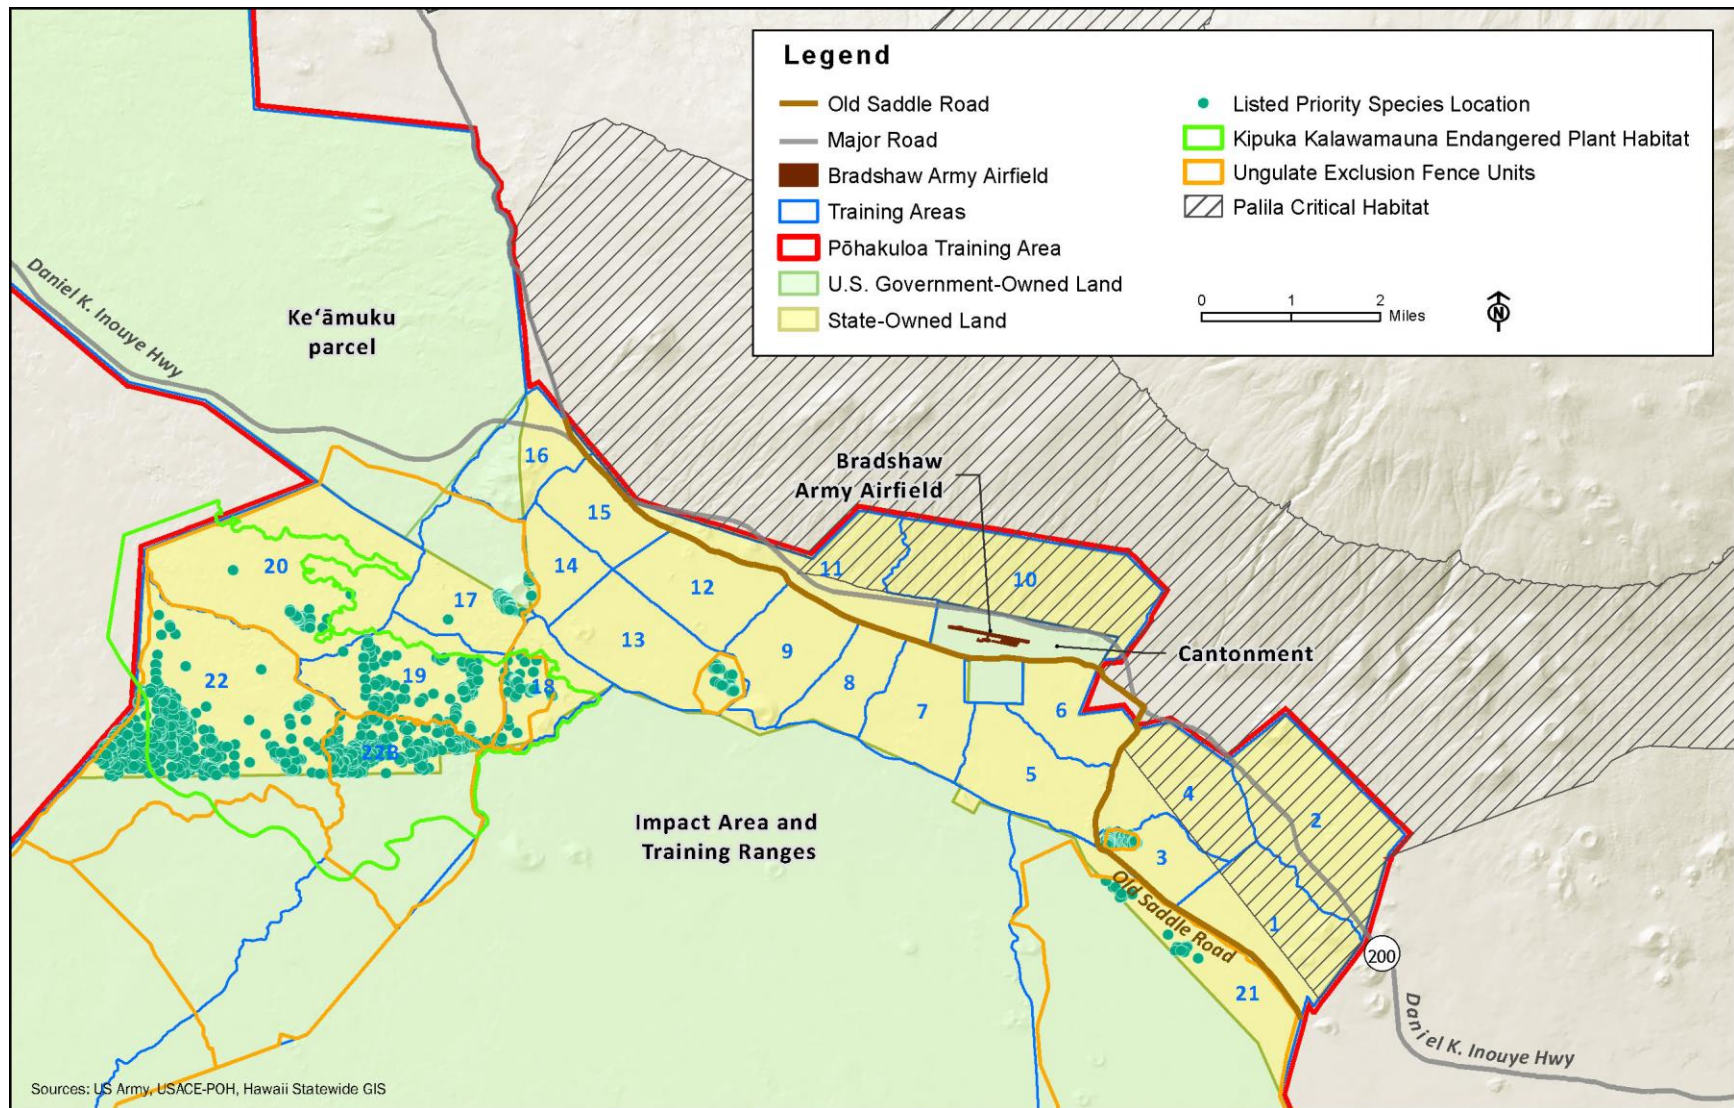 Legend
Old Saddle Road
Major Road
Bradshaw Army Airfield
Training Areas
Pōhakuloa Training Area
U.S. Government-Owned Land
State-Owned Land
Listed Priority Species Location
Kipuka Kalawamauna Endangered Plant Habitat
Ungulate Exclusion Fence Units
Palila Critical Habitat
0 1 2
Miles
N
Daniel K. Inouye Hwy
Keʻāmuku
parcel
16
15
14
12
13
11
10
Bradshaw
Army Airfield
Cantonment
20
17
22
19
18
22B
9
8
7
6
5
4
2
3
1
21
Impact Area and
Training Ranges
Old Saddle Road
200
Daniel K. Inouye Hwy
Sources: US Army, USACE-POH, Hawaii Statewide GIS